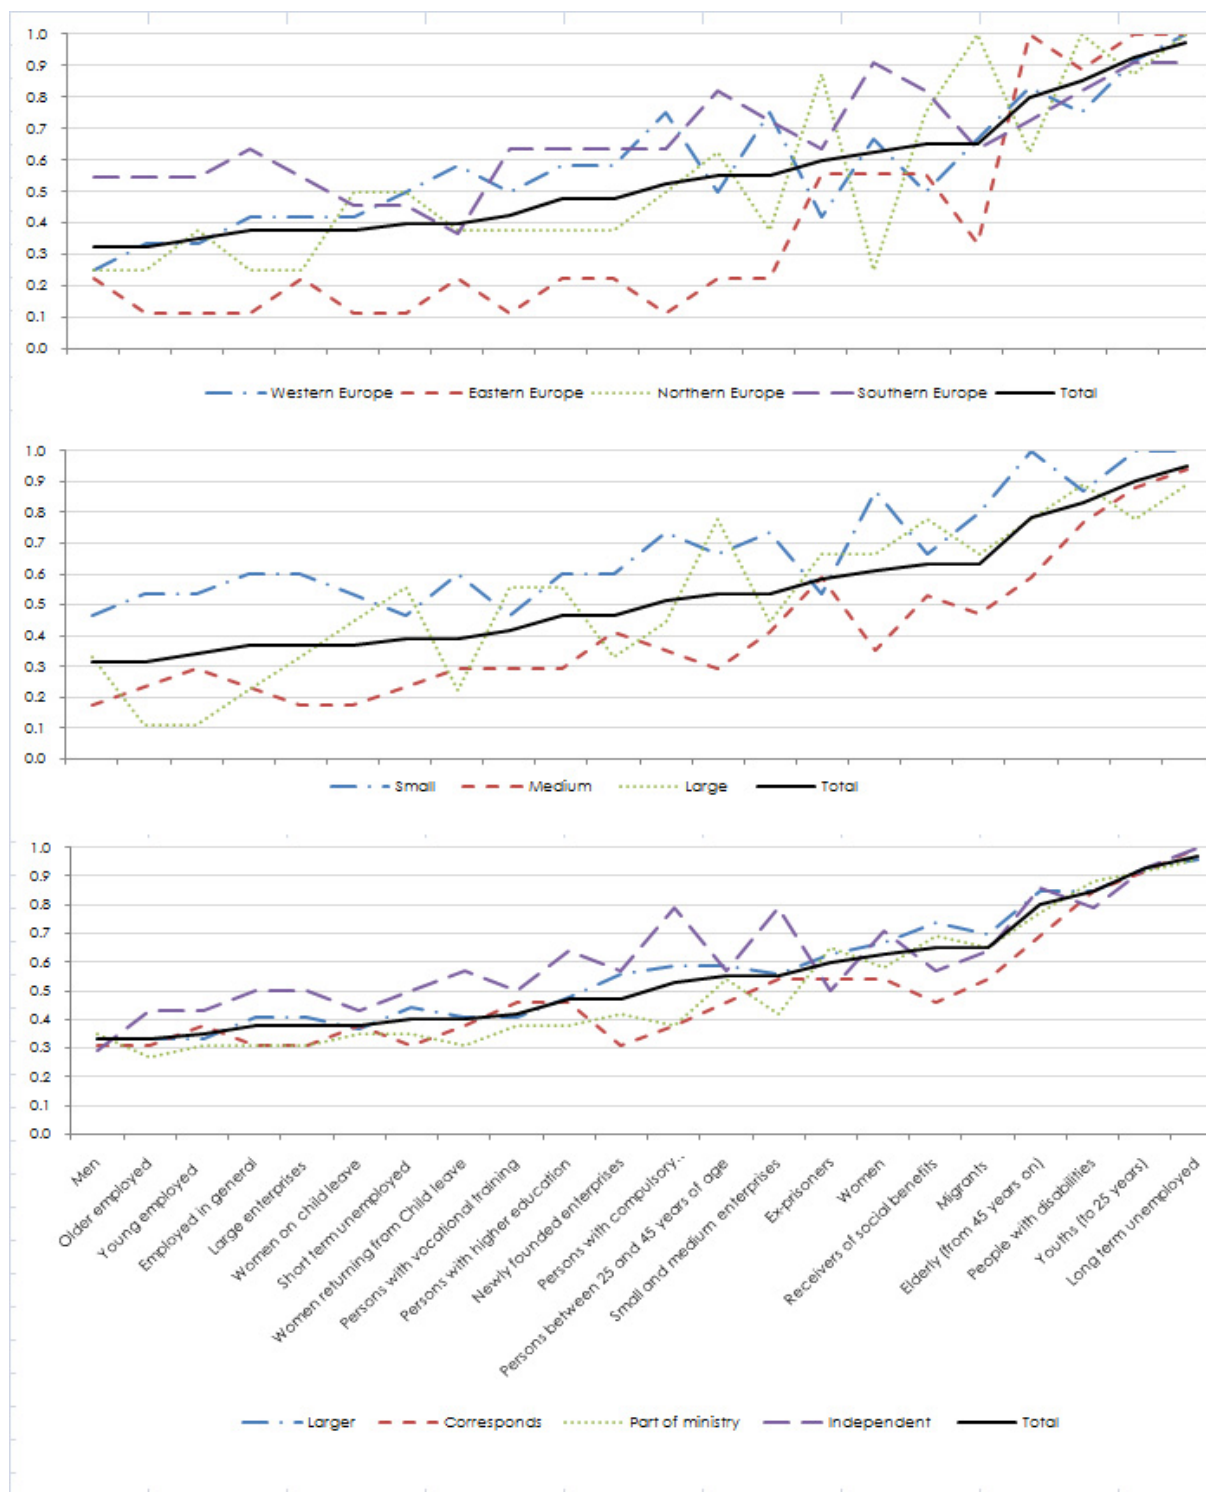 1.0
0.9
0.8
0.7
0.6
0.5
0.4
0.3
0.2
0.1
0.0
Western Europe Eastern Europe Northern Europe Southern Europe Total
1.0
0.9
0.8
0.7
0.6
0.5
0.4
0.3
0.2
0.1
0.0
Small Medium Large Total
1.0
0.9
0.8
0.7
0.6
0.5
0.4
0.3
0.2
0.1
0.0
Men
Older employed
Young employed
Employed in general
Large enterprises
Women on child leave
Short term unemployed
Women returning from Child leave
Persons with vocational training
Persons with higher education
Newly founded enterprises
Persons with compulsory...
Persons between 25 and 45 years of age
Small and medium enterprises
Ex-prisoners
Women
Receivers of social benefits
Migrants
Elderly (from 45 years on)
People with disabilities
Youths (to 25 years)
Long term unemployed
Larger Corresponds Part of ministry Independent Total